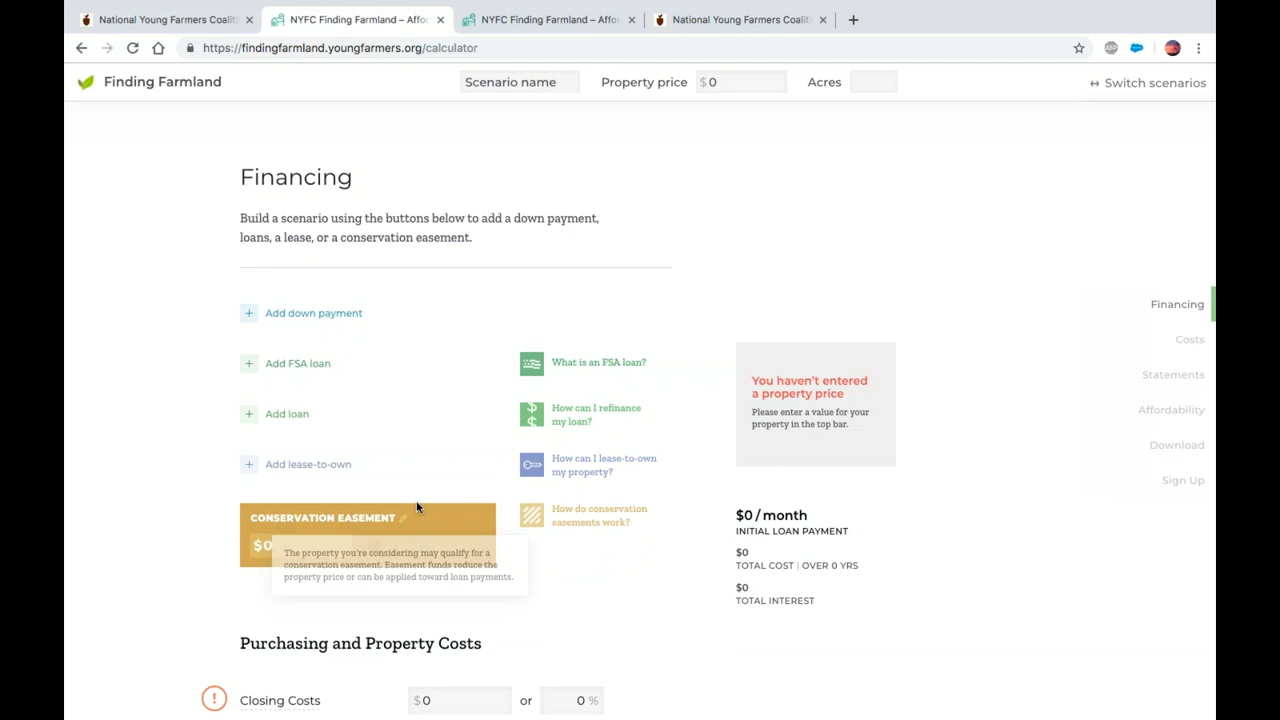 National Young Farmers Coaliti
NYFC Finding Farmland – Affor
NYFC Finding Farmland – Affor
National Young Farmers Coaliti
https://findingfarmland.youngfarmers.org/calculator
Finding Farmland
Scenario name
Property price
$0
Acres
↔ Switch scenarios
Financing
Build a scenario using the buttons below to add a down payment,
loans, a lease, or a conservation easement.
+ Add down payment
+ Add FSA loan
What is an FSA loan?
+ Add loan
How can I refinance
my loan?
+ Add lease-to-own
How can I lease-to-own
my property?
CONSERVATION EASEMENT
$0
The property you're considering may qualify for a
conservation easement. Easement funds reduce the
property price or can be applied toward loan payments.
How do conservation
easements work?
You haven't entered
a property price
Please enter a value for your
property in the top bar.
$0 / month
INITIAL LOAN PAYMENT
$0
TOTAL COST | OVER 0 YRS
$0
TOTAL INTEREST
Financing
Costs
Statements
Affordability
Download
Sign Up
Purchasing and Property Costs
! Closing Costs
$0
or
0 %